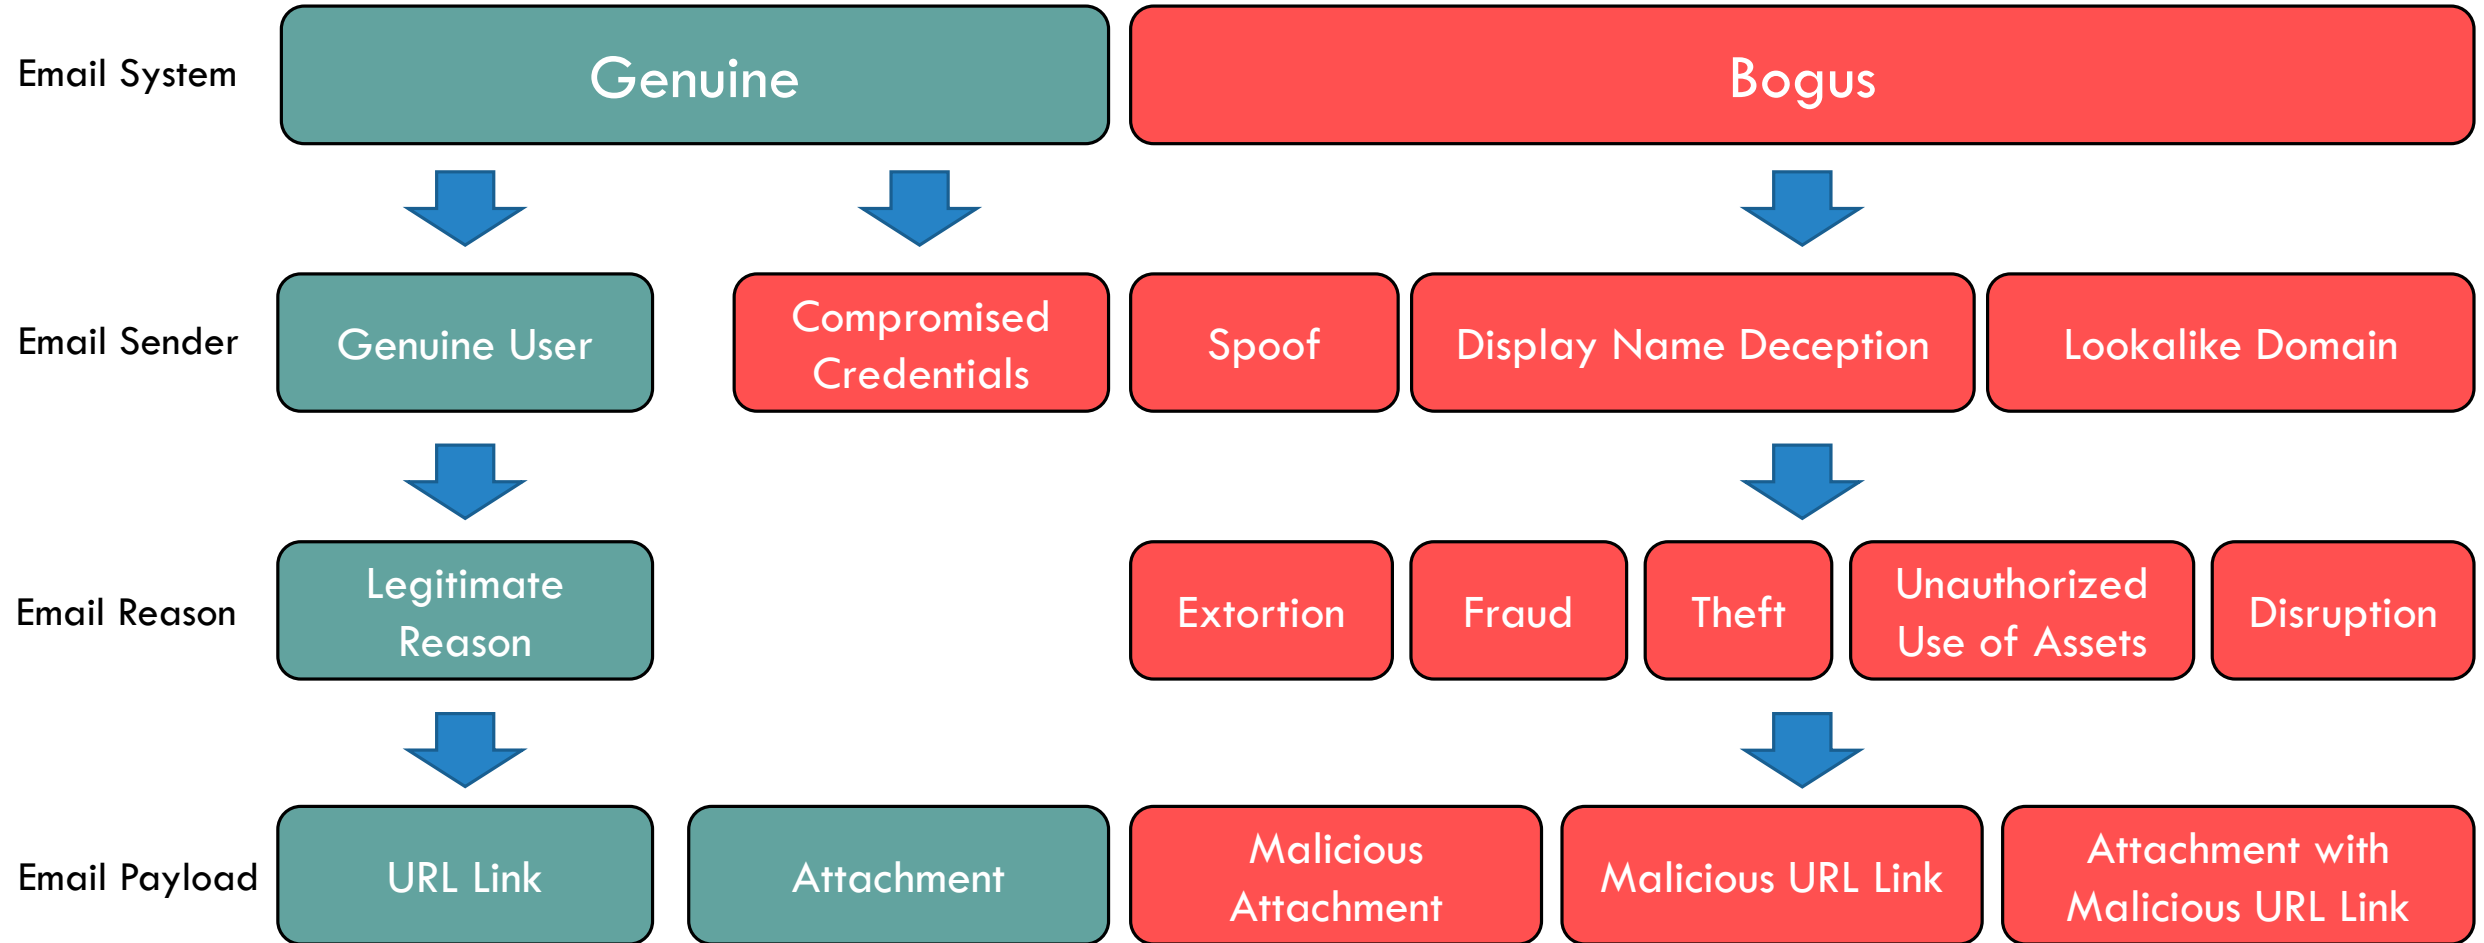 Email System
Genuine
Bogus
Email Sender
Genuine User
Compromised
Credentials
Spoof
Display Name Deception
Lookalike Domain
Email Reason
Legitimate
Reason
Extortion
Fraud
Theft
Unauthorized
Use of Assets
Disruption
Email Payload
URL Link
Attachment
Malicious
Attachment
Malicious URL Link
Attachment with
Malicious URL Link